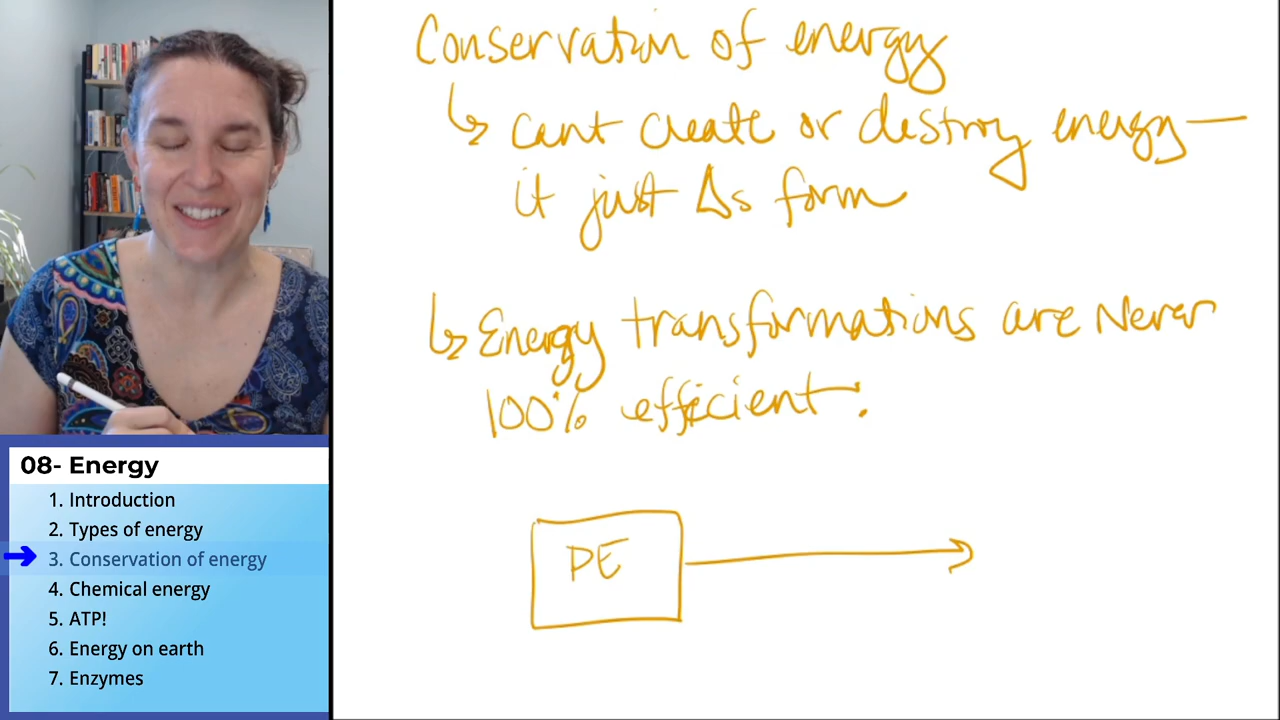 Conservation of energy
↳ cant create or destroy energy—
it just Δs form
↳ Energy transformations are Never
100% efficient.
PE
08- Energy
1. Introduction
2. Types of energy
3. Conservation of energy
4. Chemical energy
5. ATP!
6. Energy on earth
7. Enzymes